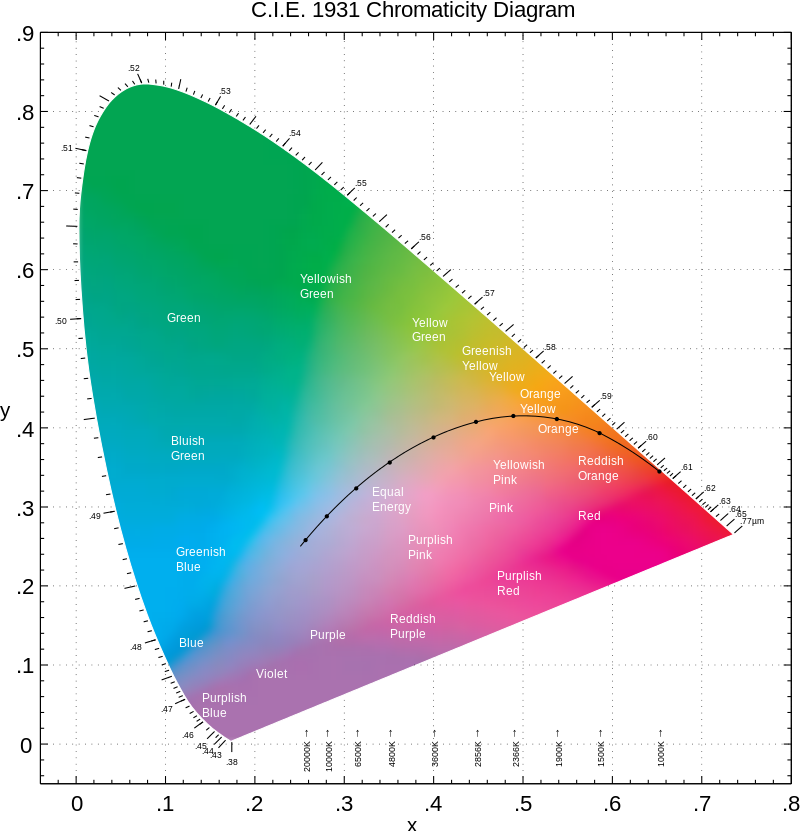 C.I.E. 1931 Chromaticity Diagram
.9
.52
.53
.8
.54
.51
.55
.7
.56
.6
Yellowish
Green
.57
Green
.50
Yellow
Green
.5
Greenish
Yellow
.58
Yellow
Orange
Yellow
.59
y
.4
Orange
.60
Bluish
Green
Yellowish
Pink
Reddish
Orange
.61
Equal
Energy
.62
.3
Pink
.63
.49
Red
.64
.65
.77µm
Purplish
Pink
Greenish
Blue
.2
Purplish
Red
Reddish
Purple
Purple
Blue
.48
.1
Violet
Purplish
Blue
.47
.46
.45
.44
.43
.38
0
20000K
10000K
6500K
4800K
3600K
2856K
2366K
1900K
1500K
1000K
0 .1 .2 .3 .4 .5 .6 .7 .8
x